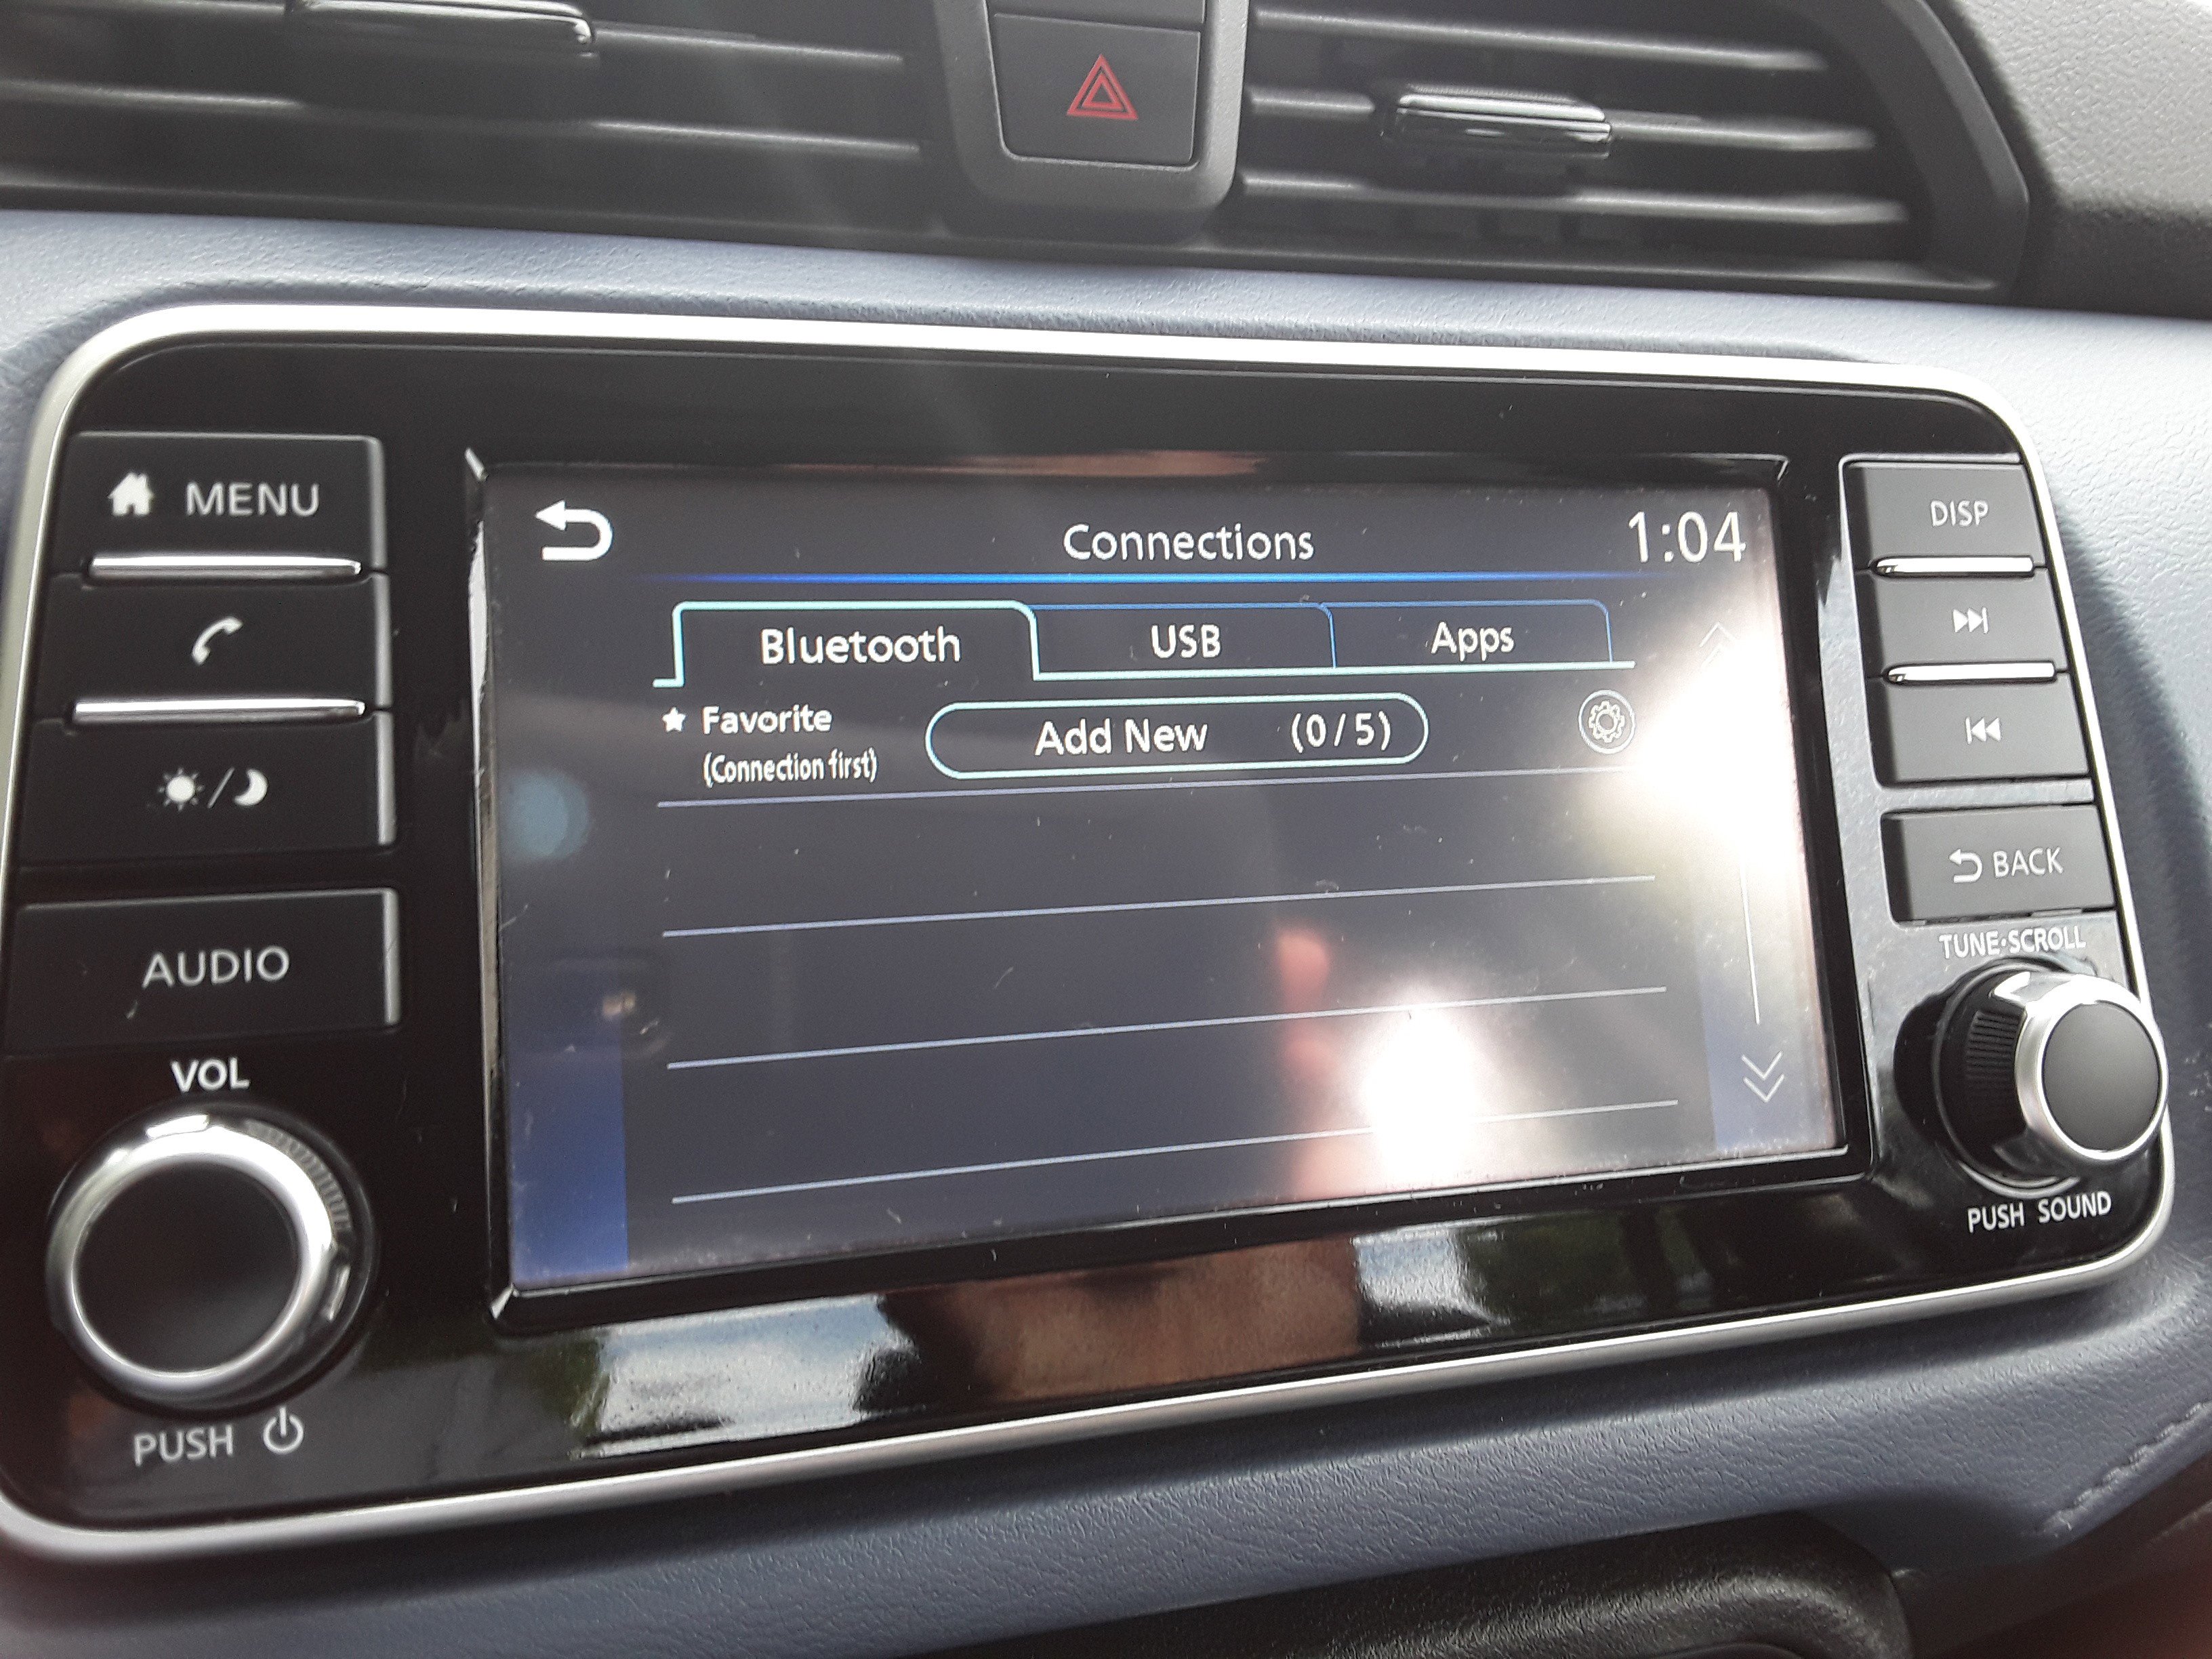 MENU
AUDIO
VOL
PUSH
Connections
1:04
Bluetooth USB Apps
Favorite
(Connection first)
Add New (0/5)
DISP
BACK
TUNE·SCROLL
PUSH SOUND